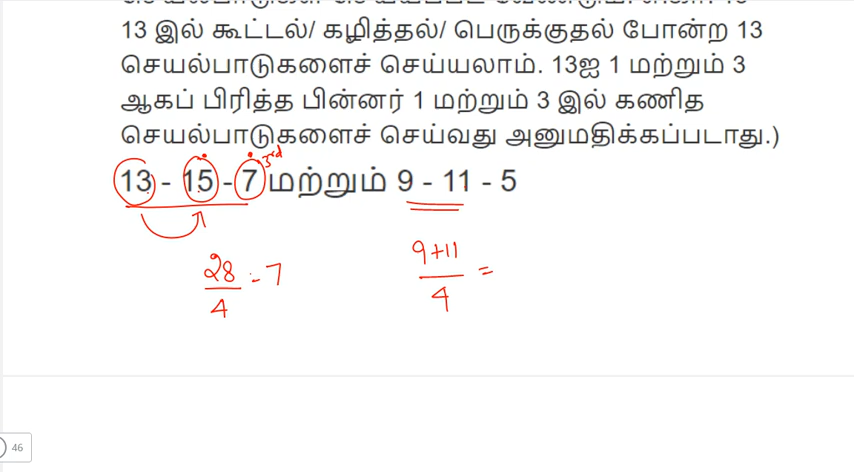 13 இல் கூட்டல்/ கழித்தல்/ பெருக்குதல் போன்ற 13
செயல்பாடுகளைச் செய்யலாம். 13ஐ 1 மற்றும் 3
ஆகப் பிரித்த பின்னர் 1 மற்றும் 3 இல் கணித
செயல்பாடுகளைச் செய்வது அனுமதிக்கப்படாது.)
3rd
13 - 15 - 7 மற்றும் 9 - 11 - 5
28/4 = 7
9+11/4 =
46